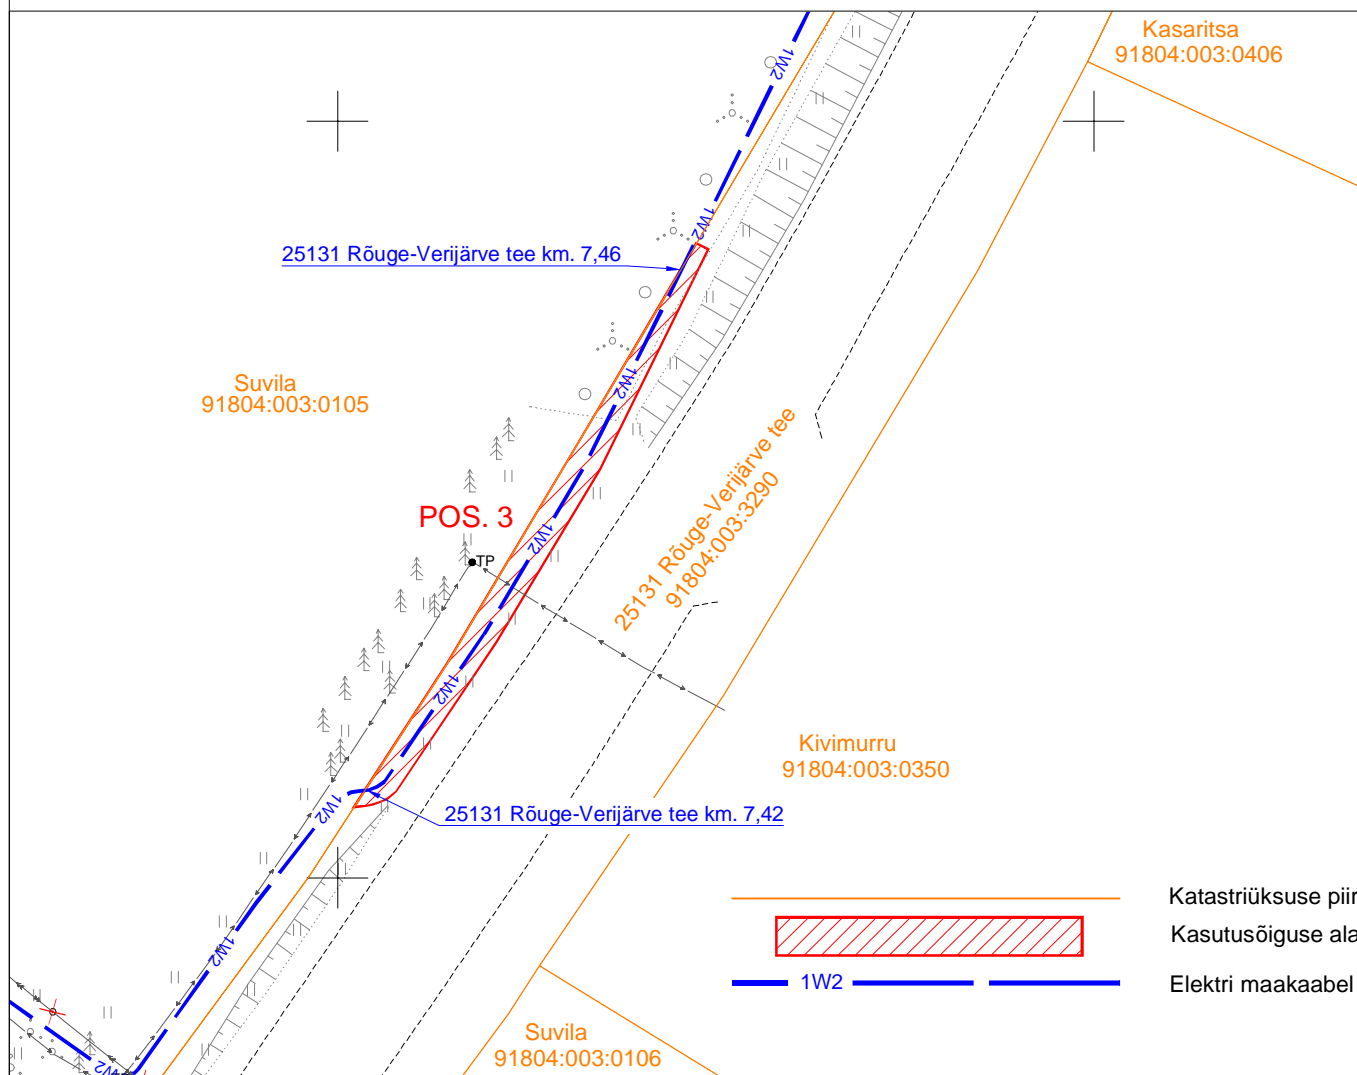 Kasaritsa
91804:003:0406
1W2
1W2
25131 Rõuge-Verijärve tee km. 7,46
Suvila
91804:003:0105
1W2
25131 Rõuge-Verijärve tee
91804:003:3290
POS. 3
1W2
TP
1W2
Kivimurru
91804:003:0350
1W2
25131 Rõuge-Verijärve tee km. 7,42
Katastriüksuse piir
Kasutusõiguse ala
1W2
Elektri maakaabel
1W2
Suvila
91804:003:0106
1W2